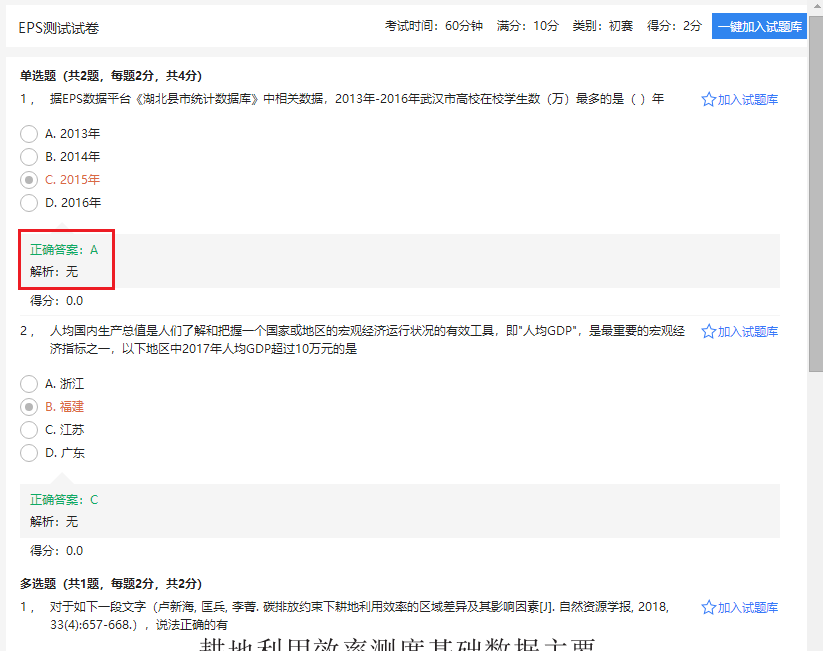 EPS测试试卷
考试时间：60分钟 满分：10分 类别：初赛 得分：2分 一键加入试题库
单选题（共2题，每题2分，共4分）
1， 据EPS数据平台《湖北县市统计数据库》中相关数据，2013年-2016年武汉市高校在校学生数（万）最多的是（ ）年 加入试题库
A. 2013年
B. 2014年
C. 2015年
D. 2016年
正确答案：A
解析：无
得分：0.0
2， 人均国内生产总值是人们了解和把握一个国家或地区的宏观经济运行状况的有效工具，即"人均GDP"，是最重要的宏观经 加入试题库
济指标之一，以下地区中2017年人均GDP超过10万元的是
A. 浙江
B. 福建
C. 江苏
D. 广东
正确答案：C
解析：无
得分：0.0
多选题（共1题，每题2分，共2分）
1， 对于如下一段文字（卢新海, 匡兵, 李菁. 碳排放约束下耕地利用效率的区域差异及其影响因素[J]. 自然资源学报, 2018, 加入试题库
33(4):657-668.），说法正确的有
耕地利用效率测度基础数据主要